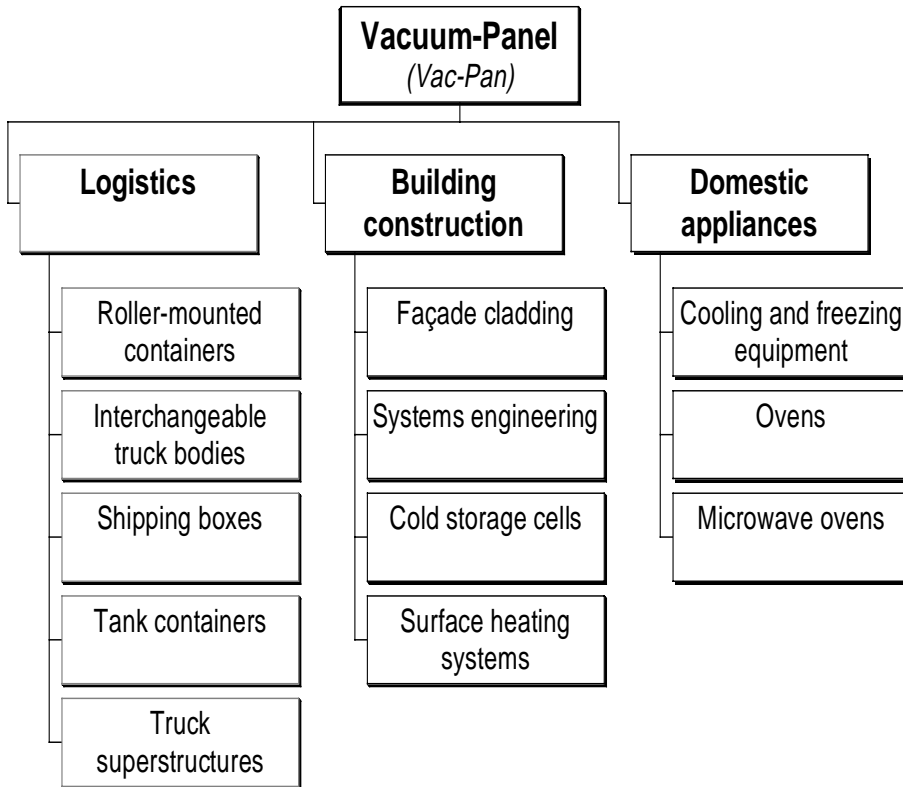 Vacuum-Panel
(Vac-Pan)
Logistics
Roller-mounted
containers
Interchangeable
truck bodies
Shipping boxes
Tank containers
Truck
superstructures
Building
construction
Façade cladding
Systems engineering
Cold storage cells
Surface heating
systems
Domestic
appliances
Cooling and freezing
equipment
Ovens
Microwave ovens